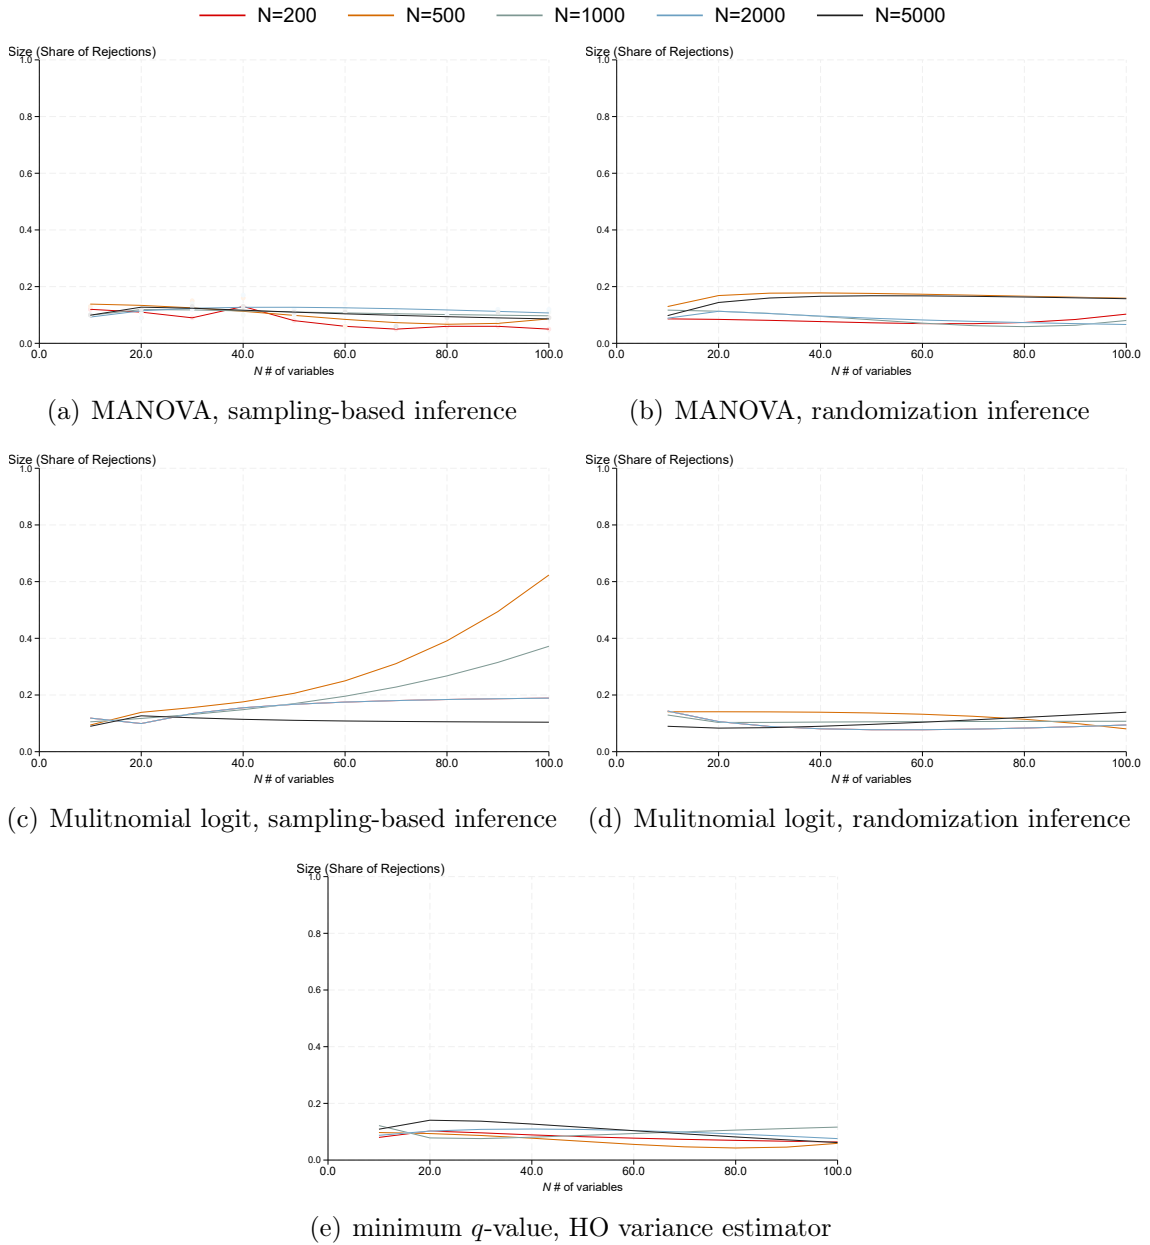 N=200 N=500 N=1000 N=2000 N=5000
Size (Share of Rejections) Size (Share of Rejections)
1.0 1.0
0.8 0.8
0.6 0.6
0.4 0.4
0.2 0.2
0.0 0.0
0.0 20.0 40.0 60.0 80.0 100.0 0.0 20.0 40.0 60.0 80.0 100.0
N # of variables N # of variables
(a) MANOVA, sampling-based inference (b) MANOVA, randomization inference
Size (Share of Rejections) Size (Share of Rejections)
1.0 1.0
0.8 0.8
0.6 0.6
0.4 0.4
0.2 0.2
0.0 0.0
0.0 20.0 40.0 60.0 80.0 100.0 0.0 20.0 40.0 60.0 80.0 100.0
N # of variables N # of variables
(c) Mulitnomial logit, sampling-based inference (d) Mulitnomial logit, randomization inference
Size (Share of Rejections)
1.0
0.8
0.6
0.4
0.2
0.0
0.0 20.0 40.0 60.0 80.0 100.0
N # of variables
(e) minimum q-value, HO variance estimator